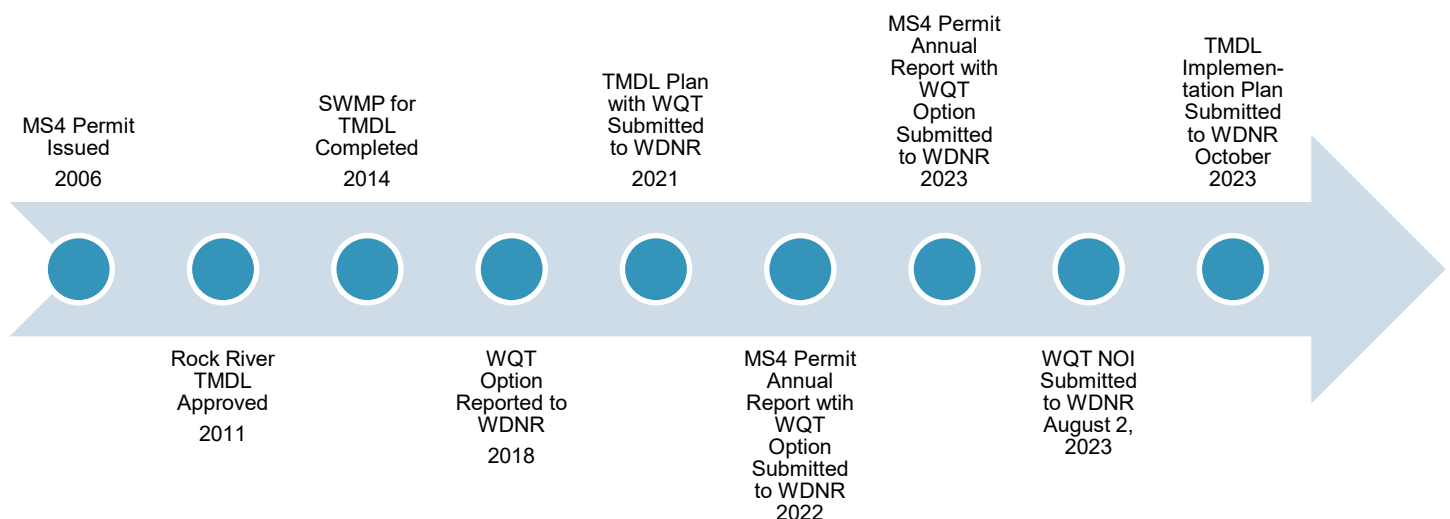 MS4 Permit
Issued
2006
Rock River
TMDL
Approved
2011
SWMP for
TMDL
Completed
2014
WQT
Option
Reported to
WDNR
2018
TMDL Plan
with WQT
Submitted
to WDNR
2021
MS4 Permit
Annual
Report wtih
WQT
Option
Submitted
to WDNR
2022
MS4 Permit
Annual
Report with
WQT
Option
Submitted
to WDNR
2023
WQT NOI
Submitted
to WDNR
August 2,
2023
TMDL
Implemen-
tation Plan
Submitted
to WDNR
October
2023